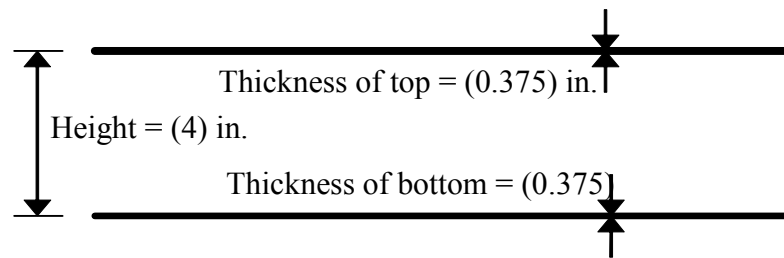 Thickness of top = (0.375) in.
Height = (4) in.
Thickness of bottom = (0.375)